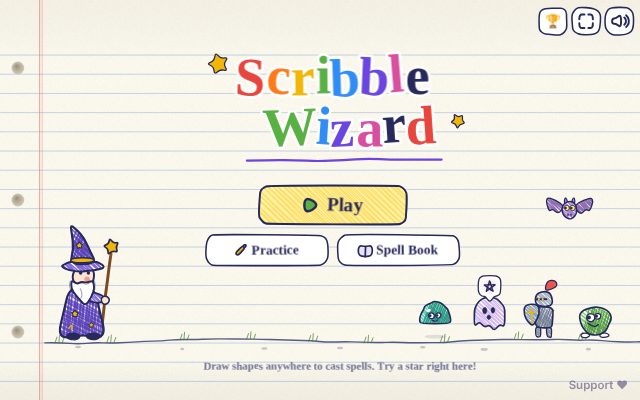 Scribble
Wizard
Play
Practice
Spell Book
Draw shapes anywhere to cast spells. Try a star right here!
Support